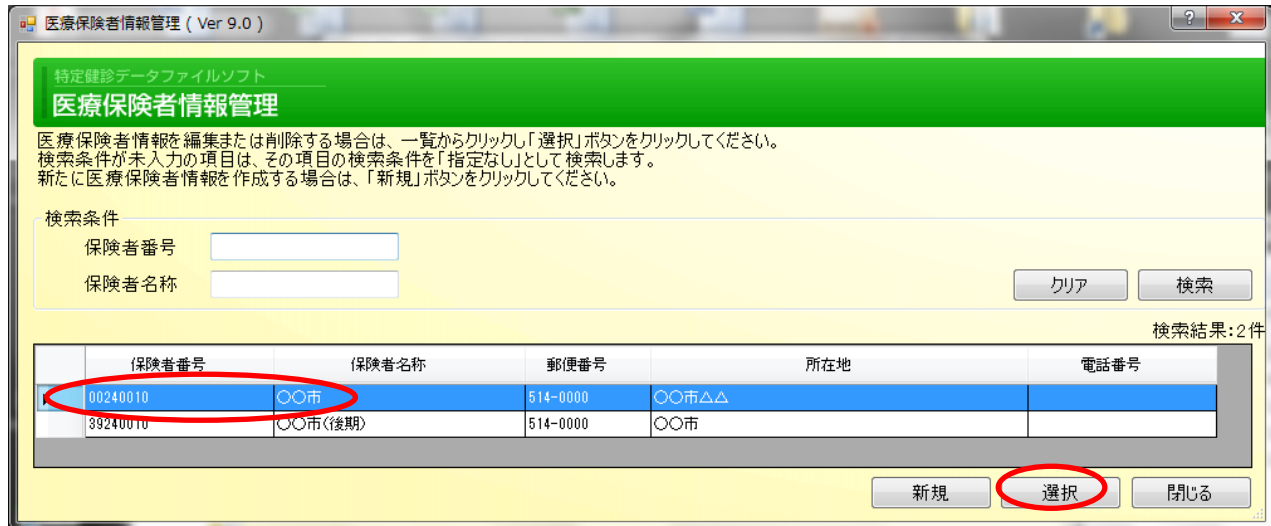 医療保険者情報管理 ( Ver 9.0 )
特定健診データファイルソフト
医療保険者情報管理
医療保険者情報を編集または削除する場合は、一覧からクリックし「選択」ボタンをクリックしてください。
検索条件が未入力の項目は、その項目の検索条件を「指定なし」として検索します。
新たに医療保険者情報を作成する場合は、「新規」ボタンをクリックしてください。
検索条件
保険者番号
保険者名称
クリア 検索
検索結果:2件
保険者番号 保険者名称 郵便番号 所在地 電話番号
00240010 〇〇市 514-0000 〇〇市△△
39240010 〇〇市(後期) 514-0000 〇〇市
新規 選択 閉じる